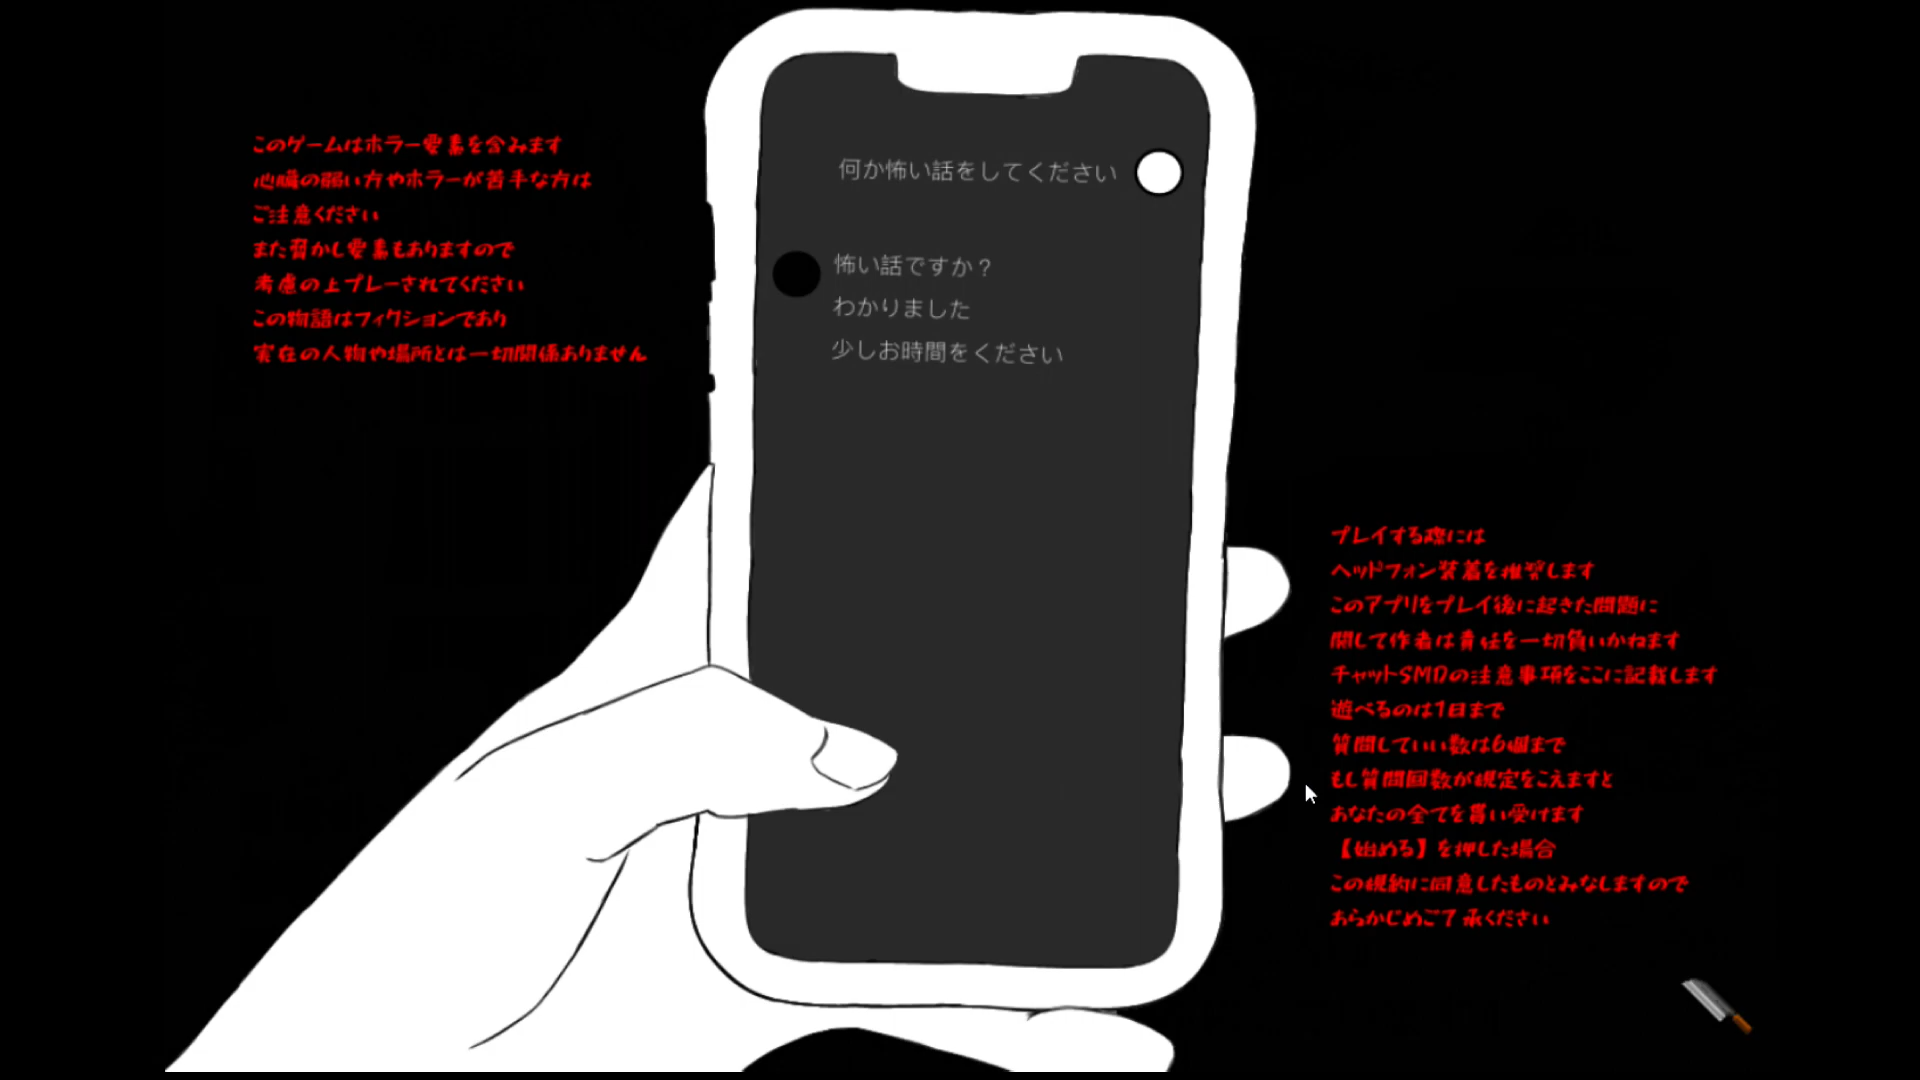 このゲームはホラー要素を含みます
心臓の弱い方やホラーが苦手な方は
ご注意ください
また脅かし要素もありますので
考慮の上プレーされてください
この物語はフィクションであり
実在の人物や場所とは一切関係ありません
何か怖い話をしてください
怖い話ですか？
わかりました
少しお時間をください
プレイする際には
ヘッドフォン装着を推奨します
このアプリをプレイ後に起きた問題に
関して作者は責任を一切負いかねます
チャットSMDの注意事項をここに記載します
遊べるのは1日まで
質問していい数は6個まで
もし質問回数が規定をこえますと
あなたの全てを貰い受けます
【始める】を押した場合
この規約に同意したものとみなしますので
あらかじめご了承ください